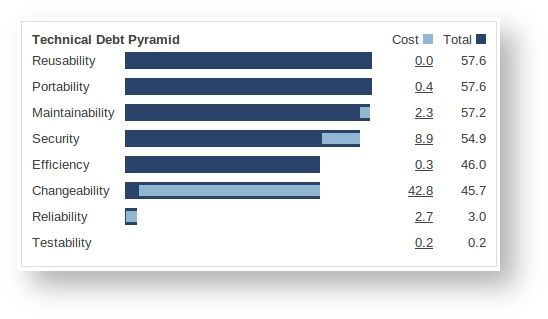 Technical Debt Pyramid Cost Total
Reusability 0.0 57.6
Portability 0.4 57.6
Maintainability 2.3 57.2
Security 8.9 54.9
Efficiency 0.3 46.0
Changeability 42.8 45.7
Reliability 2.7 3.0
Testability 0.2 0.2